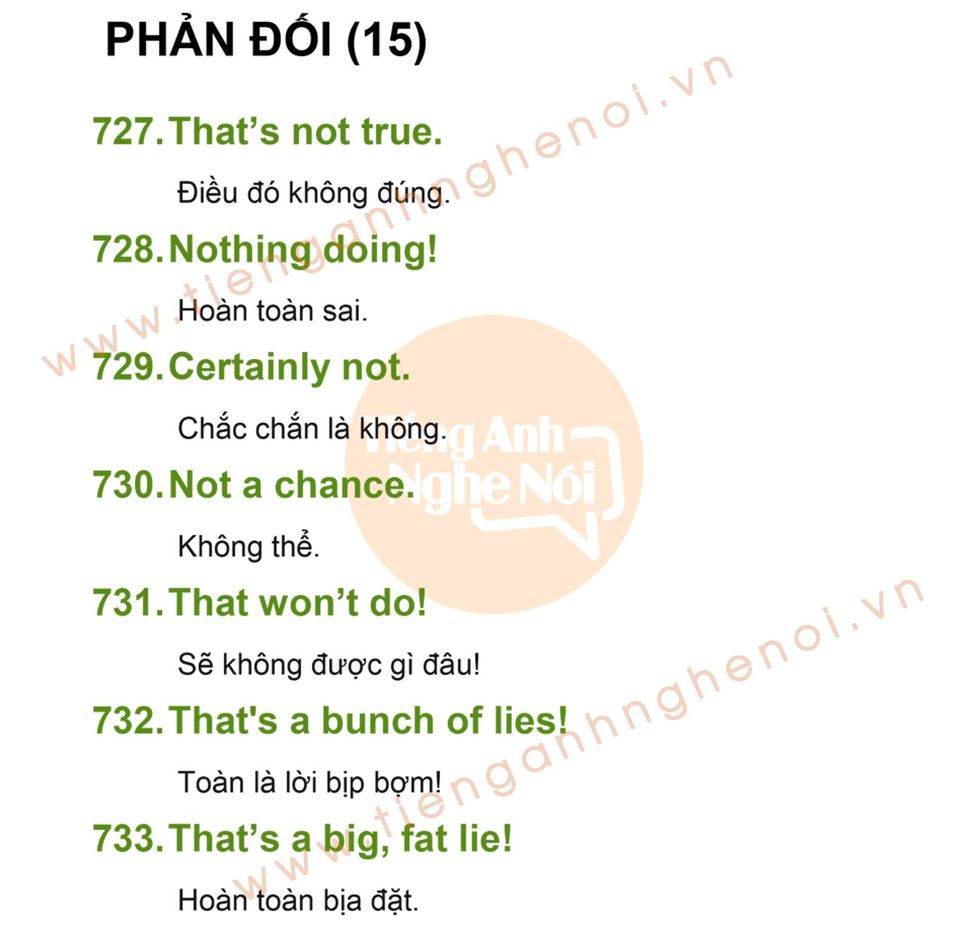 PHẢN ĐỐI (15)
727. That’s not true.
Điều đó không đúng.
728. Nothing doing!
Hoàn toàn sai.
729. Certainly not.
Chắc chắn là không.
730. Not a chance.
Không thể.
731. That won’t do!
Sẽ không được gì đâu!
732. That's a bunch of lies!
Toàn là lời bịp bợm!
733. That’s a big, fat lie!
Hoàn toàn bịa đặt.
www.tienganhnghenoi.vn
Tiếng Anh
Nghe Nói
www.tienganhnghenoi.vn